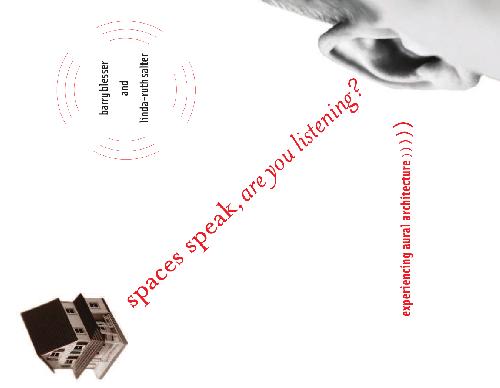 barry blesser
and
linda-ruth salter
spaces speak, are you listening?
experiencing aural architecture